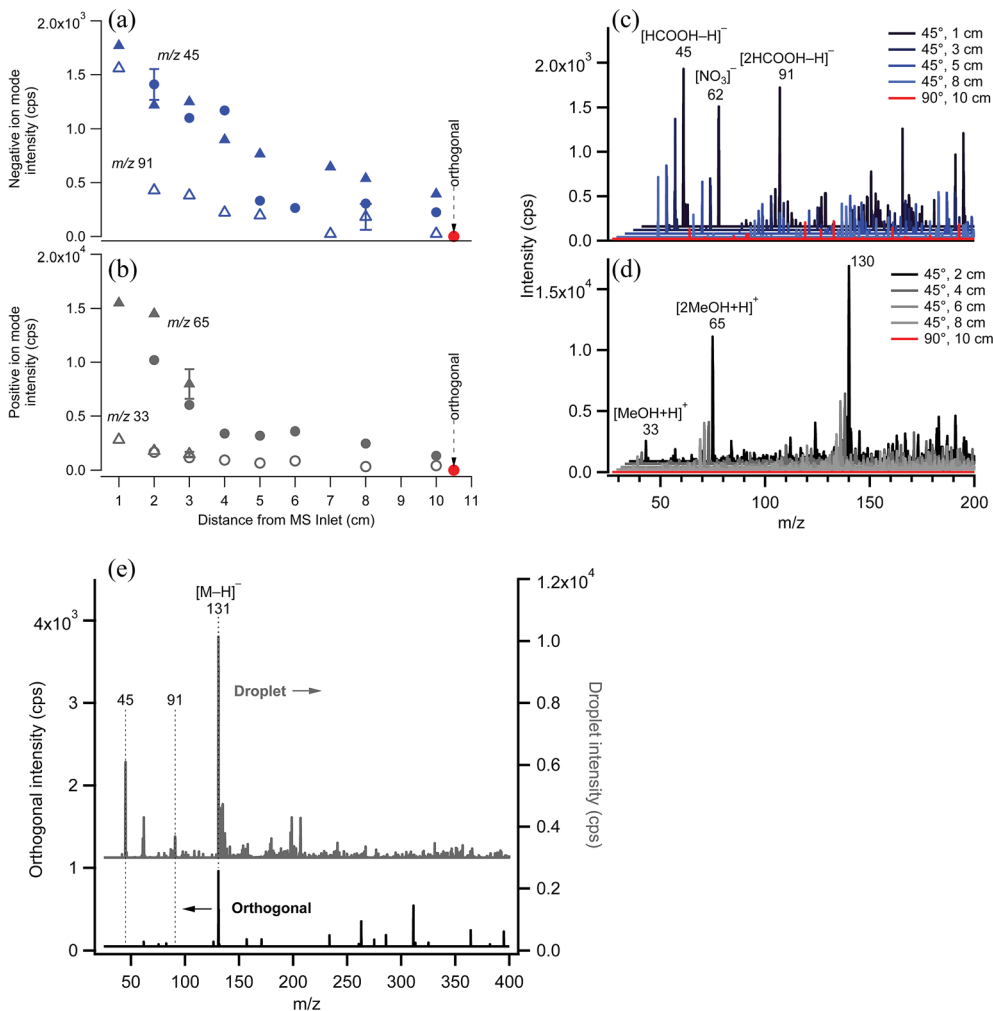 (a)
Negative ion mode
intensity (cps)
2.0x10³
1.5
1.0
0.5
0.0
m/z 45
m/z 91
orthogonal
(b)
Positive ion mode
intensity (cps)
2.0x10⁴
1.5
1.0
0.5
0.0
m/z 65
m/z 33
orthogonal
1 2 3 4 5 6 7 8 9 10 11
Distance from MS Inlet (cm)
(c)
[HCOOH–H]⁻
45
[NO₃]⁻
62
[2HCOOH–H]⁻
91
45°, 1 cm
45°, 3 cm
45°, 5 cm
45°, 8 cm
90°, 10 cm
2.0x10³
1.5
1.0
0.5
0.0
Intensity (cps)
(d)
130
[2MeOH+H]⁺
65
[MeOH+H]⁺
33
45°, 2 cm
45°, 4 cm
45°, 6 cm
45°, 8 cm
90°, 10 cm
1.5x10⁴
1.0
0.5
0.0
50 100 150 200
m/z
(e)
[M–H]⁻
131
45
91
Droplet
Orthogonal
Orthogonal intensity (cps)
4x10³
3
2
1
0
1.2x10⁴
1.0
0.8
0.6
0.4
0.2
0.0
Droplet intensity (cps)
50 100 150 200 250 300 350 400
m/z